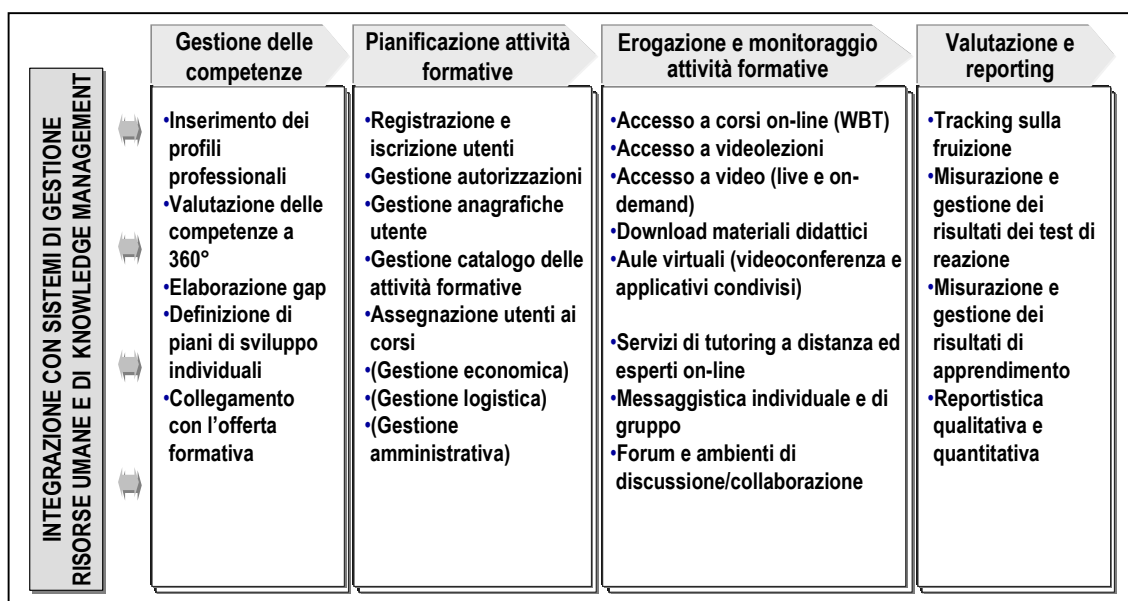 INTEGRAZIONE CON SISTEMI DI GESTIONE
RISORSE UMANE E DI KNOWLEDGE MANAGEMENT
Gestione delle
competenze
•Inserimento dei
profili
professionali
•Valutazione delle
competenze a
360°
•Elaborazione gap
•Definizione di
piani di sviluppo
individuali
•Collegamento
con l’offerta
formativa
Pianificazione attività
formative
•Registrazione e
iscrizione utenti
•Gestione autorizzazioni
•Gestione anagrafiche
utente
•Gestione catalogo delle
attività formative
•Assegnazione utenti ai
corsi
•(Gestione economica)
•(Gestione logistica)
•(Gestione
amministrativa)
Erogazione e monitoraggio
attività formative
•Accesso a corsi on-line (WBT)
•Accesso a videolezioni
•Accesso a video (live e on-
demand)
•Download materiali didattici
•Aule virtuali (videoconferenza e
applicativi condivisi)
•Servizi di tutoring a distanza ed
esperti on-line
•Messaggistica individuale e di
gruppo
•Forum e ambienti di
discussione/collaborazione
Valutazione e
reporting
•Tracking sulla
fruizione
•Misurazione e
gestione dei
risultati dei test di
reazione
•Misurazione e
gestione dei
risultati di
apprendimento
•Reportistica
qualitativa e
quantitativa